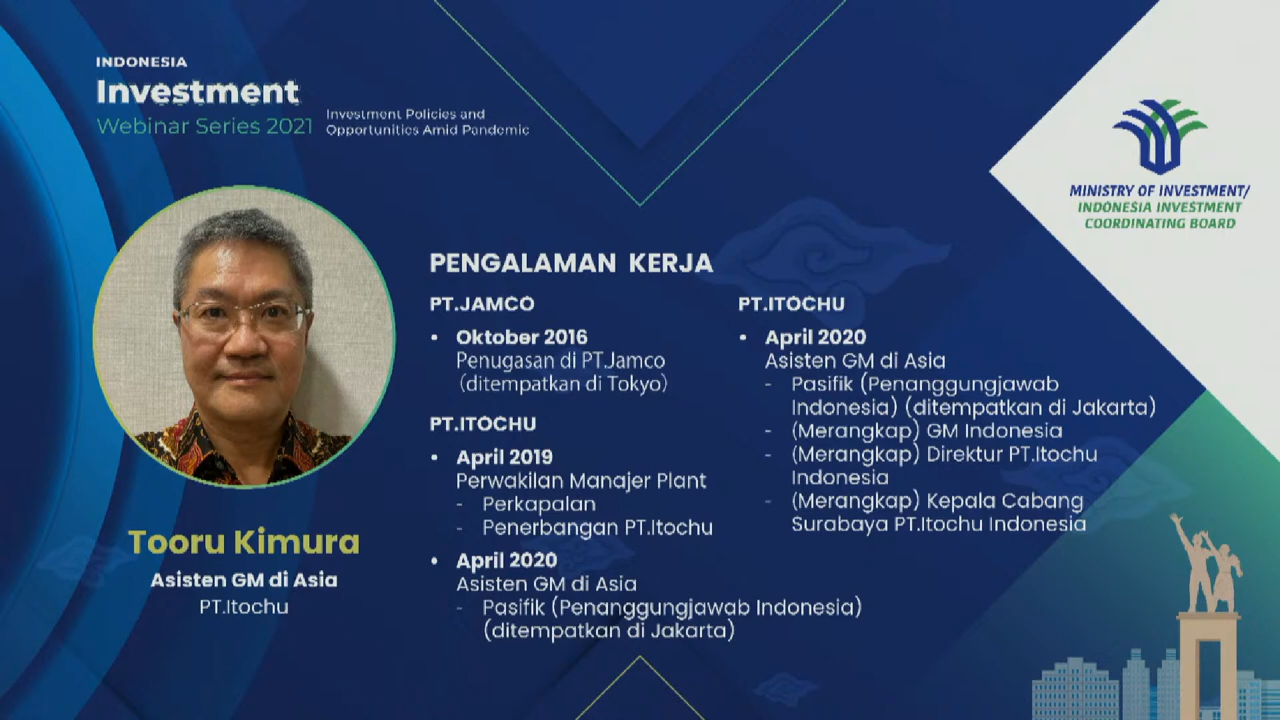 INDONESIA
Investment
Webinar Series 2021
Investment Policies and
Opportunities Amid Pandemic
MINISTRY OF INVESTMENT/
INDONESIA INVESTMENT
COORDINATING BOARD
PENGALAMAN KERJA
PT.JAMCO
• Oktober 2016
Penugasan di PT.Jamco
(ditempatkan di Tokyo)
PT.ITOCHU
• April 2019
Perwakilan Manajer Plant
- Perkapalan
- Penerbangan PT.Itochu
• April 2020
Asisten GM di Asia
- Pasifik (Penanggungjawab Indonesia)
(ditempatkan di Jakarta)
PT.ITOCHU
• April 2020
Asisten GM di Asia
- Pasifik (Penanggungjawab
Indonesia) (ditempatkan di Jakarta)
- (Merangkap) GM Indonesia
- (Merangkap) Direktur PT.Itochu
Indonesia
- (Merangkap) Kepala Cabang
Surabaya PT.Itochu Indonesia
Tooru Kimura
Asisten GM di Asia
PT.Itochu